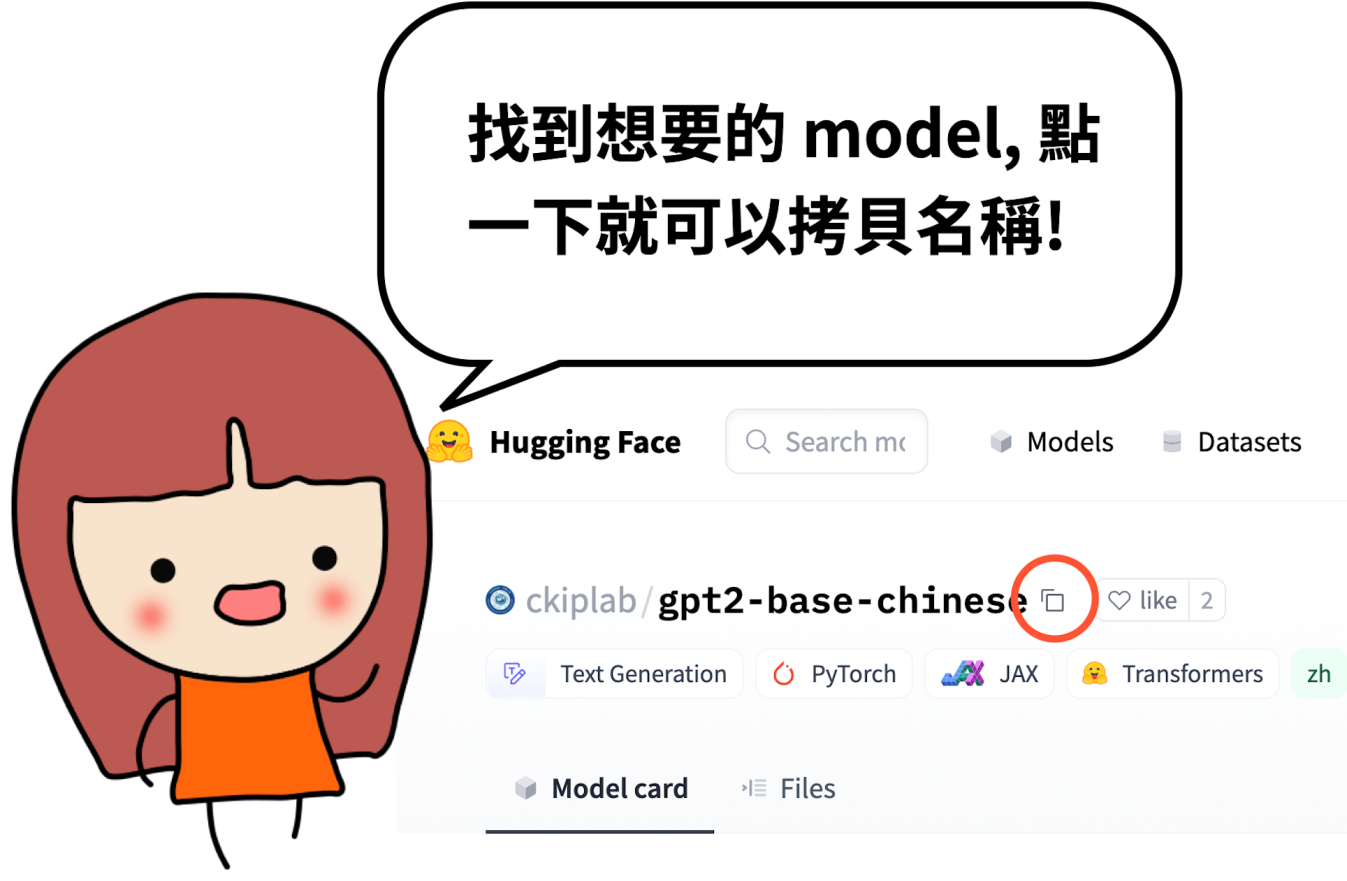 找到想要的 model, 點
一下就可以拷貝名稱!
Hugging Face Search mo Models Datasets
ckiplab/gpt2-base-chinese like 2
Text Generation PyTorch JAX Transformers zh
Model card Files